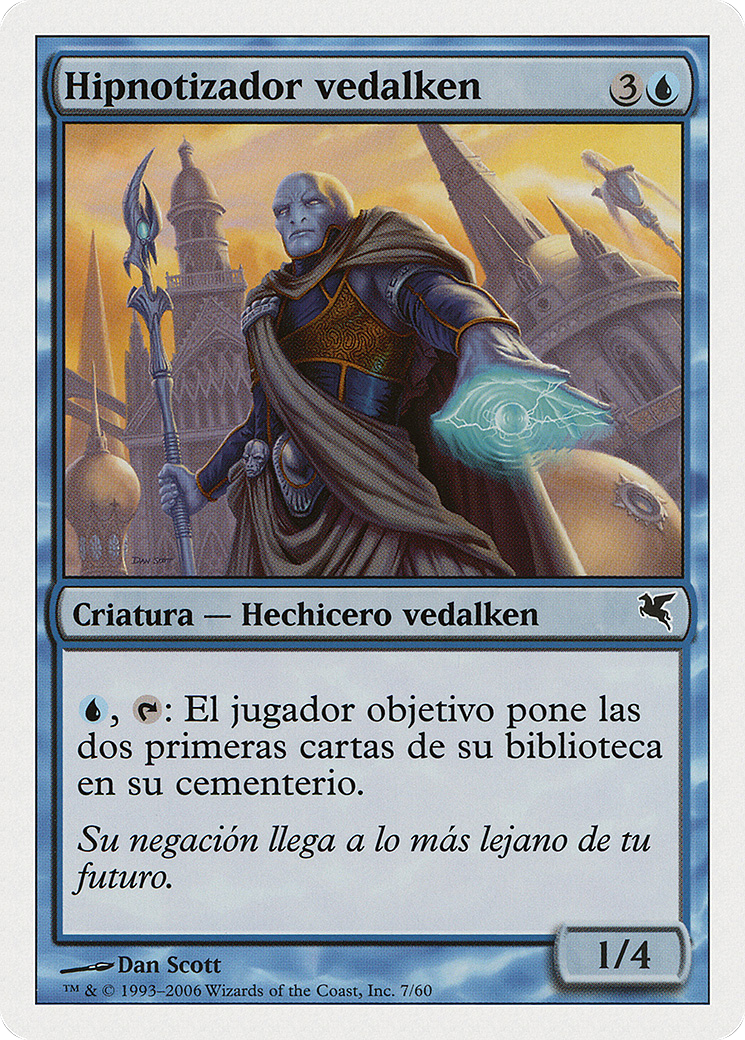 Hipnotizador vedalken 3
DAN SCOTT
Criatura — Hechicero vedalken
, : El jugador objetivo pone las
dos primeras cartas de su biblioteca
en su cementerio.
Su negación llega a lo más lejano de tu
futuro.
1/4
Dan Scott
™ & © 1993–2006 Wizards of the Coast, Inc. 7/60